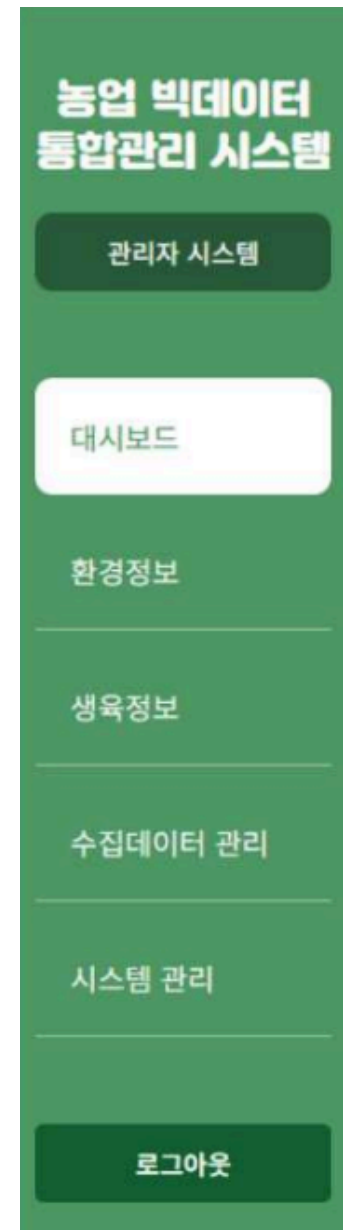 농업 빅데이터
통합관리 시스템
관리자 시스템
대시보드
환경정보
생육정보
수집데이터 관리
시스템 관리
로그아웃